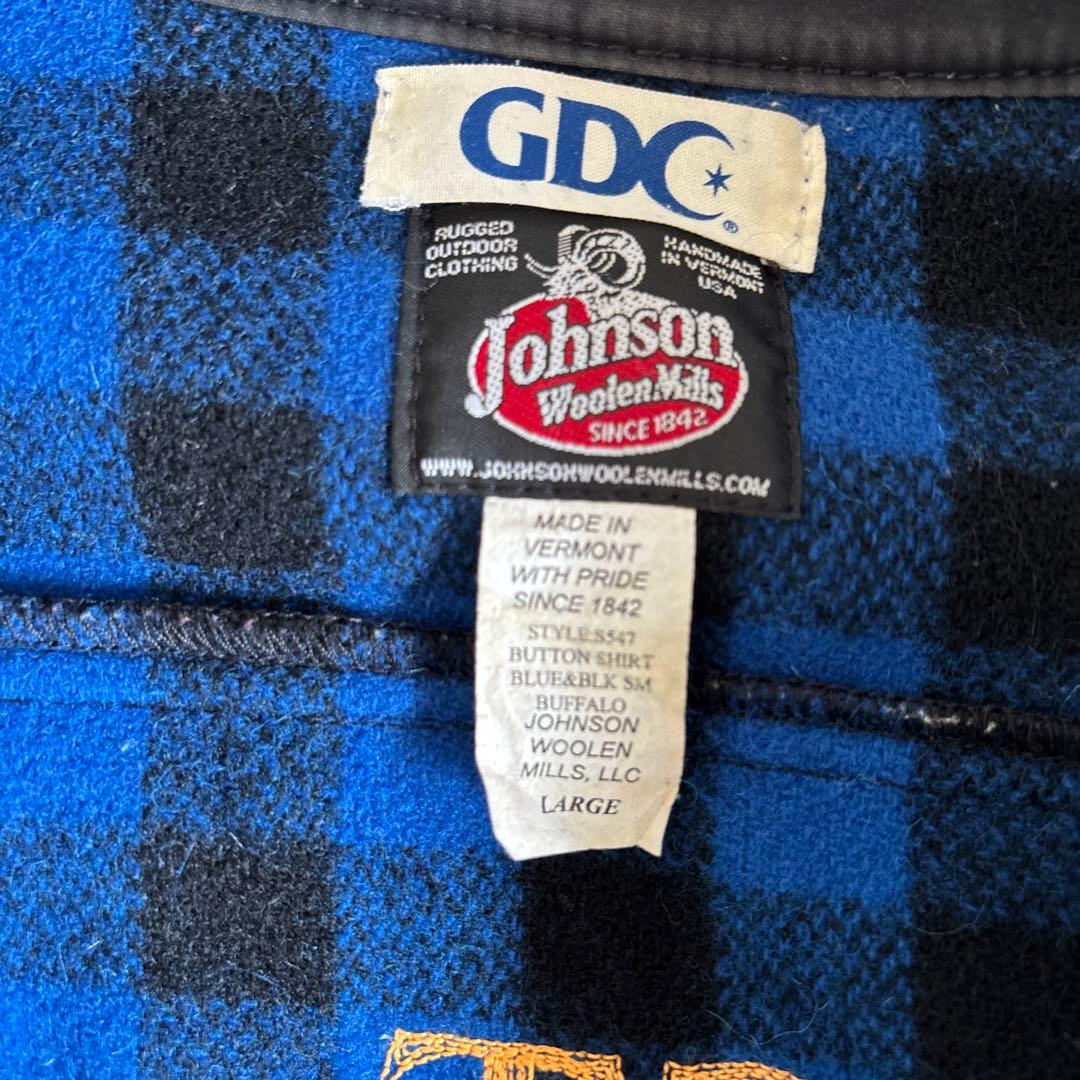 GDC
®
RUGGED
OUTDOOR
CLOTHING
HANDMADE
IN VERMONT
USA
Johnson
Woolen Mills
SINCE 1842
WWW.JOHNSONWOOLENMILLS.COM
MADE IN
VERMONT
WITH PRIDE
SINCE 1842
STYLE:S547
BUTTON SHIRT
BLUE&BLK SM
BUFFALO
JOHNSON
WOOLEN
MILLS, LLC
LARGE